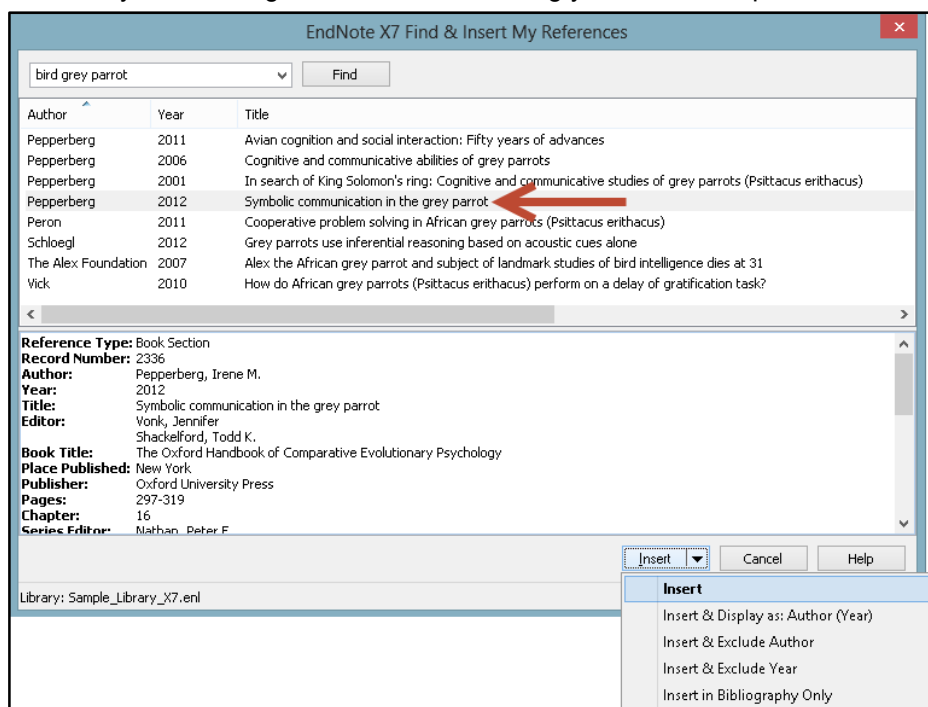 EndNote X7 Find & Insert My References
×
bird grey parrot Find
Author Year Title
Pepperberg 2011 Avian cognition and social interaction: Fifty years of advances
Pepperberg 2006 Cognitive and communicative abilities of grey parrots
Pepperberg 2001 In search of King Solomon's ring: Cognitive and communicative studies of grey parrots (Psittacus erithacus)
Pepperberg 2012 Symbolic communication in the grey parrot
Peron 2011 Cooperative problem solving in African grey parrots (Psittacus erithacus)
Schloegl 2012 Grey parrots use inferential reasoning based on acoustic cues alone
The Alex Foundation 2007 Alex the African grey parrot and subject of landmark studies of bird intelligence dies at 31
Vick 2010 How do African grey parrots (Psittacus erithacus) perform on a delay of gratification task?
Reference Type: Book Section
Record Number: 2336
Author: Pepperberg, Irene M.
Year: 2012
Title: Symbolic communication in the grey parrot
Editor: Vonk, Jennifer
Shackelford, Todd K.
Book Title: The Oxford Handbook of Comparative Evolutionary Psychology
Place Published: New York
Publisher: Oxford University Press
Pages: 297-319
Chapter: 16
Series Editor: Nathan, Peter E.
Insert Cancel Help
Library: Sample_Library_X7.enl
Insert
Insert & Display as: Author (Year)
Insert & Exclude Author
Insert & Exclude Year
Insert in Bibliography Only